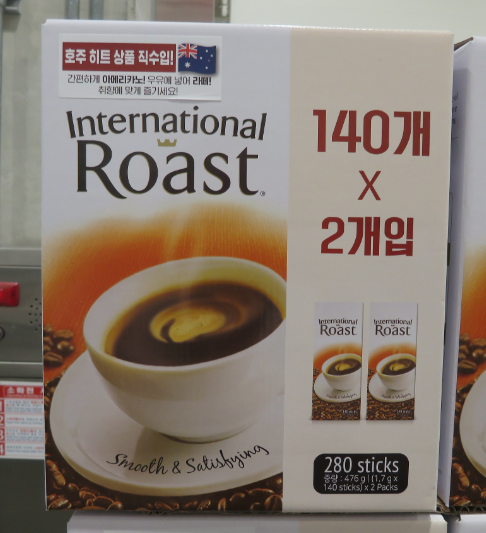 호주 히트 상품 직수입!
간편하게 아메리카노! 우유에 넣어 라떼!
취향에 맞게 즐기세요!
International
Roast
Smooth & Satisfying
140개
X
2개입
International
Roast
International
Roast
280 sticks
중량 : 476 g | (1.7 g x
140 sticks) x 2 Packs